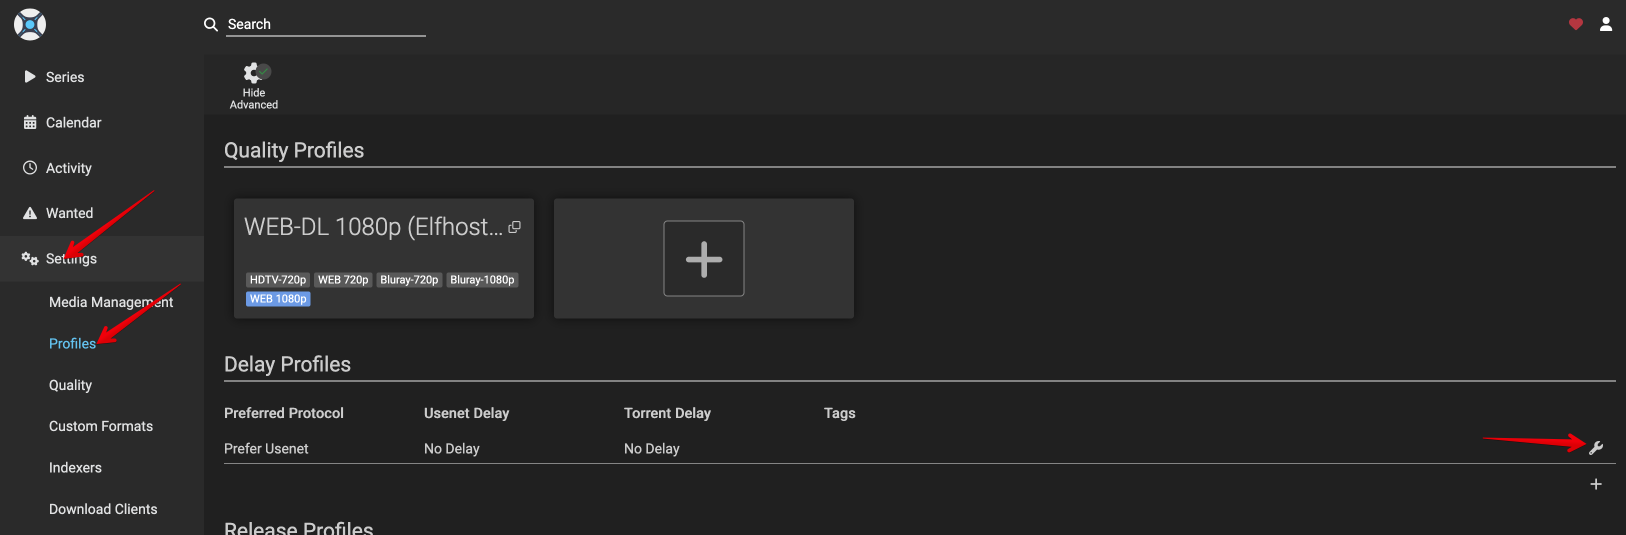 Search
Series
Calendar
Activity
Wanted
Settings
Media Management
Profiles
Quality
Custom Formats
Indexers
Download Clients
Hide
Advanced
Quality Profiles
WEB-DL 1080p (Elfhost...
HDTV-720p WEB 720p Bluray-720p Bluray-1080p
WEB 1080p
Delay Profiles
Preferred Protocol Usenet Delay Torrent Delay Tags
Prefer Usenet No Delay No Delay
Release Profiles